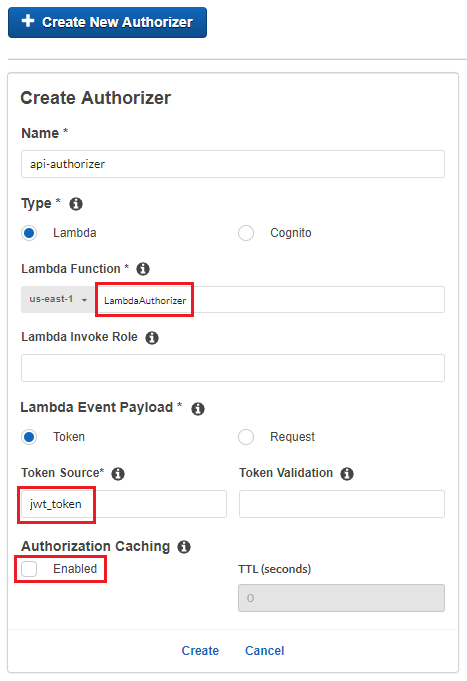 + Create New Authorizer
Create Authorizer
Name *
api-authorizer
Type * i
Lambda Cognito
Lambda Function * i
us-east-1 LambdaAuthorizer
Lambda Invoke Role i
Lambda Event Payload * i
Token Request
Token Source* i Token Validation i
jwt_token
Authorization Caching i
Enabled TTL (seconds)
0
Create Cancel